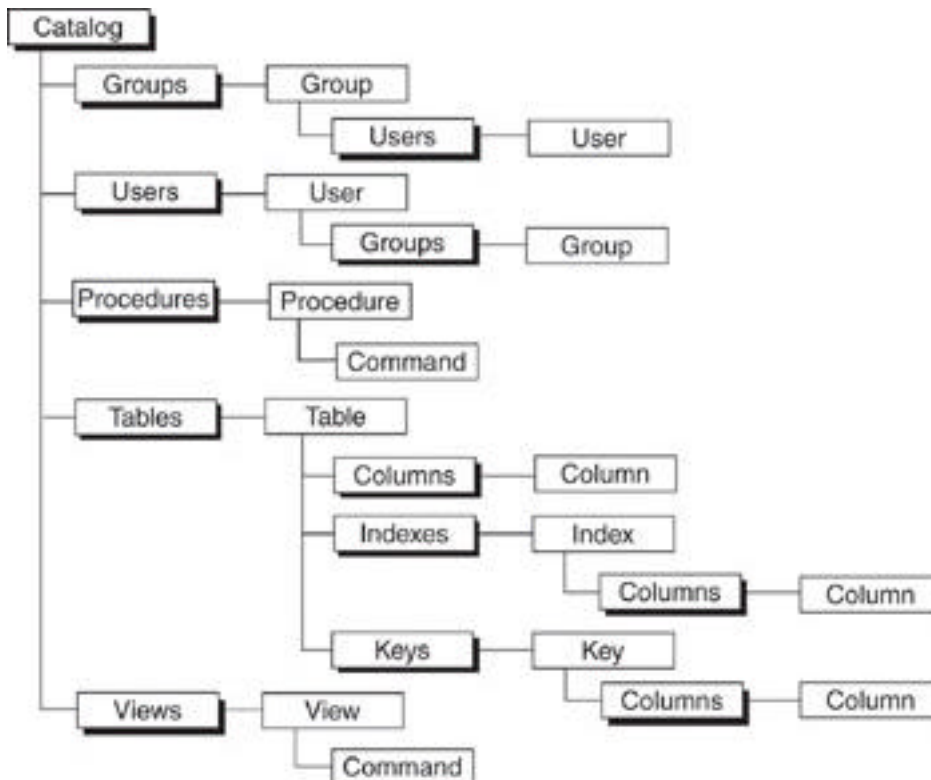 Catalog
Groups
Group
Users
User
Users
User
Groups
Group
Procedures
Procedure
Command
Tables
Table
Columns
Column
Indexes
Index
Columns
Column
Keys
Key
Columns
Column
Views
View
Command